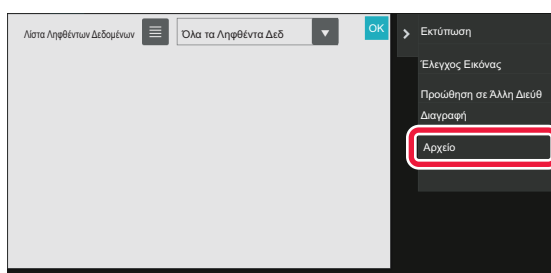 Λίστα Ληφθέντων Δεδομένων
Όλα τα Ληφθέντα Δεδ
OK
Εκτύπωση
Έλεγχος Εικόνας
Προώθηση σε Άλλη Διεύθ
Διαγραφή
Αρχείο